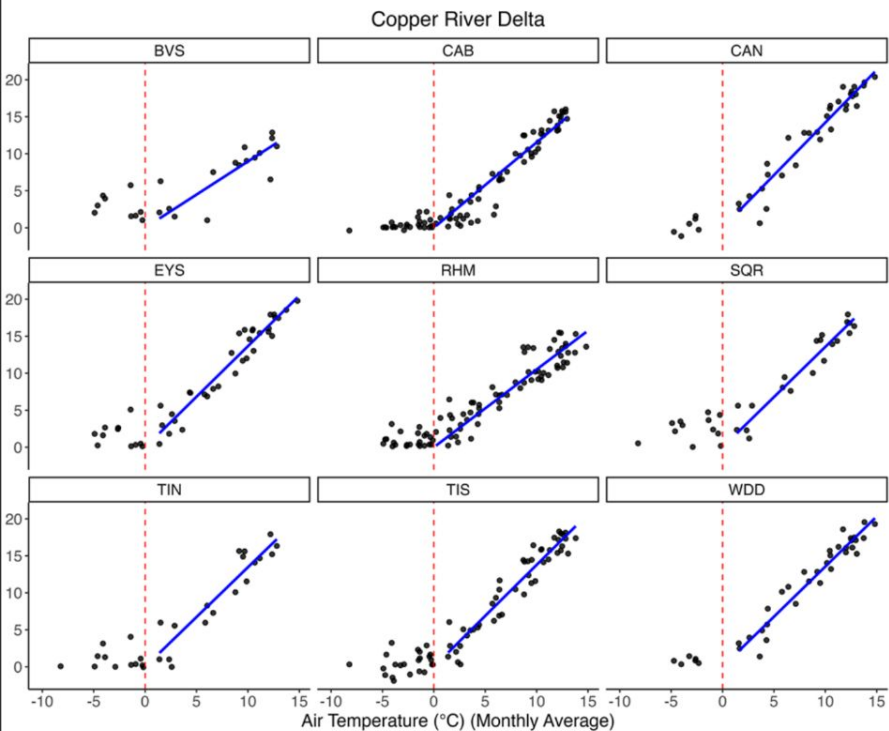 Copper River Delta
BVS CAB CAN
20
15
10
5
0
EYS RHM SQR
20
15
10
5
0
TIN TIS WDD
20
15
10
5
0
-10 -5 0 5 10 15 -10 -5 0 5 10 15 -10 -5 0 5 10 15
Air Temperature (°C) (Monthly Average)